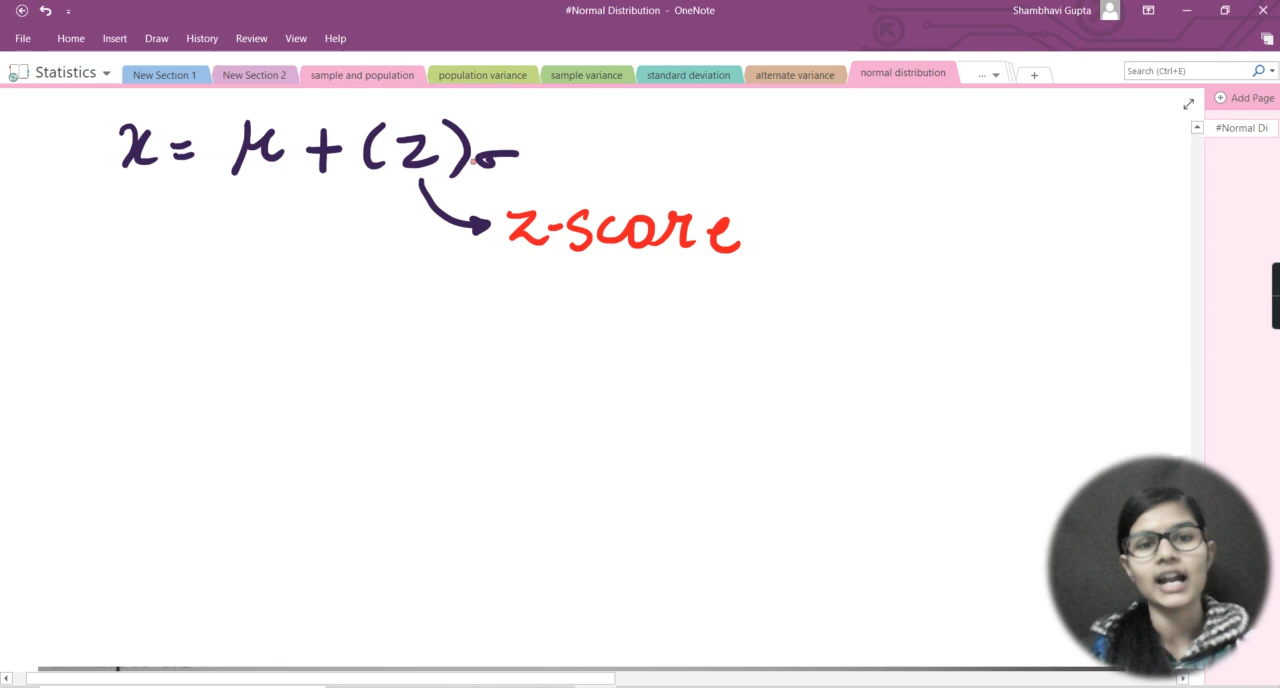 #Normal Distribution - OneNote
Shambhavi Gupta
File Home Insert Draw History Review View Help
Statistics
New Section 1
New Section 2
sample and population
population variance
sample variance
standard deviation
alternate variance
normal distribution
...
+
Search (Ctrl+E)
Add Page
#Normal Di
x = μ + (z)σ
z-score